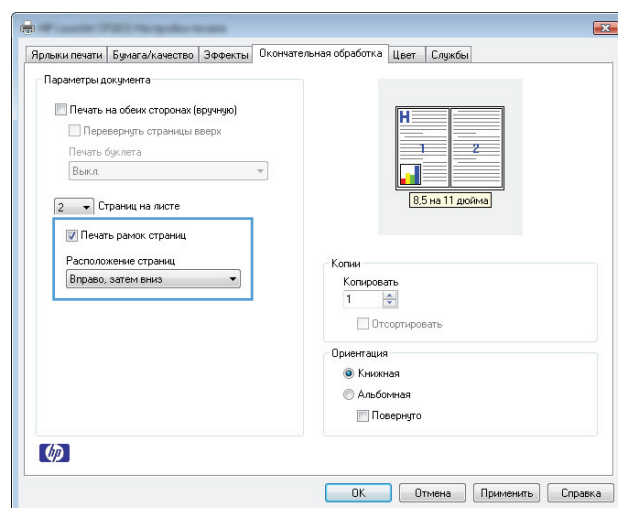 Ярлыки печати Бумага/качество Эффекты Окончательная обработка Цвет Службы
Параметры документа
Печать на обеих сторонах (вручную)
Перевернуть страницы вверх
Печать буклета
Выкл.
2 Страниц на листе
Печать рамок страниц
Расположение страниц
Вправо, затем вниз
H
1 2
8,5 на 11 дюйма
Копии
Копировать
1
Отсортировать
Ориентация
Книжная
Альбомная
Повернуто
hp
OK Отмена Применить Справка